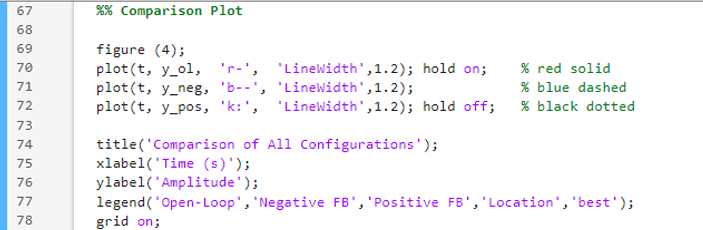 67 %% Comparison Plot
68
69 figure (4);
70 plot(t, y_ol, 'r-', 'LineWidth',1.2); hold on; % red solid
71 plot(t, y_neg, 'b--', 'LineWidth',1.2); % blue dashed
72 plot(t, y_pos, 'k:', 'LineWidth',1.2); hold off; % black dotted
73
74 title('Comparison of All Configurations');
75 xlabel('Time (s)');
76 ylabel('Amplitude');
77 legend('Open-Loop','Negative FB','Positive FB','Location','best');
78 grid on;